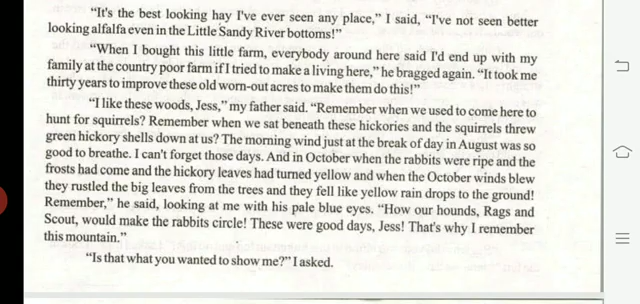 “It's the best looking hay I've ever seen any place,” I said, “I've not seen better
looking alfalfa even in the Little Sandy River bottoms!”
“When I bought this little farm, everybody around here said I'd end up with my
family at the country poor farm if I tried to make a living here,” he bragged again. “It took me
thirty years to improve these old worn-out acres to make them do this!”
“I like these woods, Jess,” my father said. “Remember when we used to come here to
hunt for squirrels? Remember when we sat beneath these hickories and the squirrels threw
green hickory shells down at us? The morning wind just at the break of day in August was so
good to breathe. I can't forget those days. And in October when the rabbits were ripe and the
frosts had come and the hickory leaves had turned yellow and when the October winds blew
they rustled the big leaves from the trees and they fell like yellow rain drops to the ground!
Remember,” he said, looking at me with his pale blue eyes. “How our hounds, Rags and
Scout, would make the rabbits circle! These were good days, Jess! That's why I remember
this mountain.”
“Is that what you wanted to show me?” I asked.